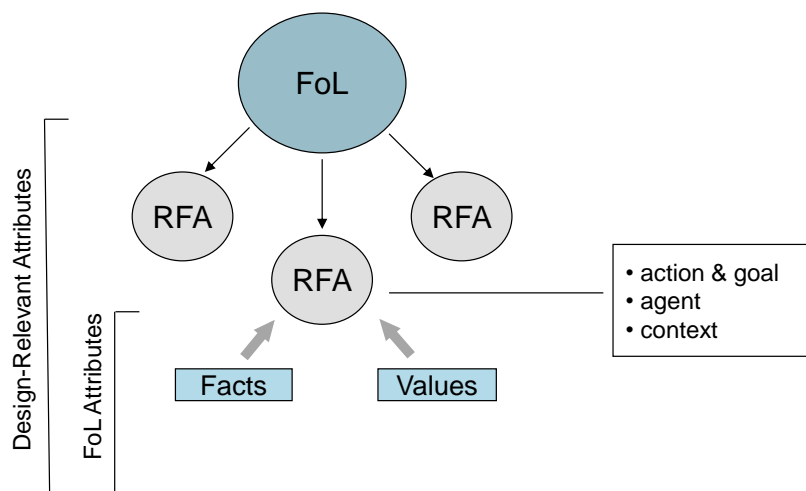 FoL
RFA
RFA
RFA
• action & goal
• agent
• context
Facts
Values
Design-Relevant Attributes
FoL Attributes